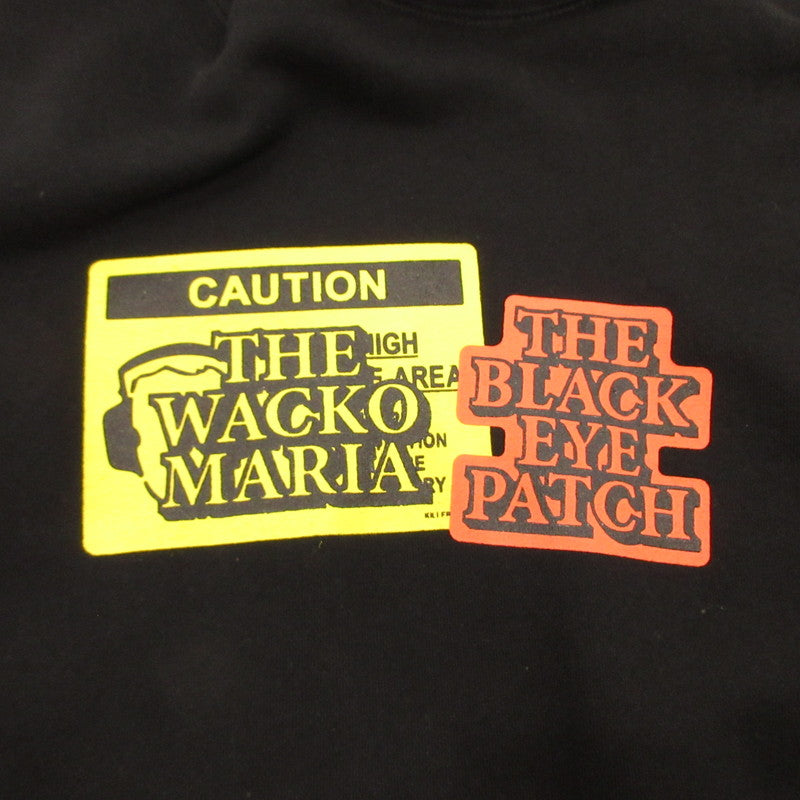 CAUTION
THE
WACKO
MARIA
HIGH
AREA
THE
BLACK
EYE
PATCH